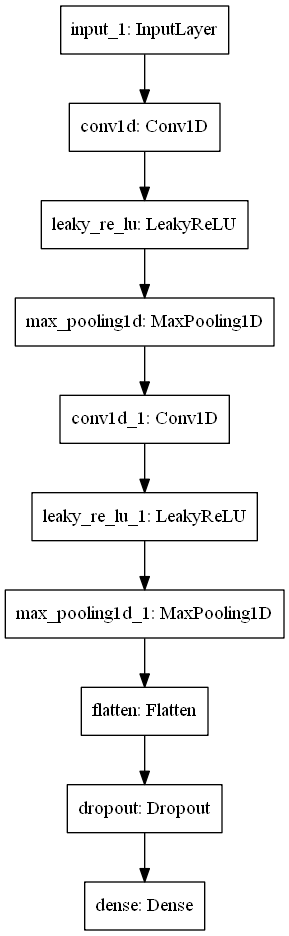 input_1: InputLayer
conv1d: Conv1D
leaky_re_lu: LeakyReLU
max_pooling1d: MaxPooling1D
conv1d_1: Conv1D
leaky_re_lu_1: LeakyReLU
max_pooling1d_1: MaxPooling1D
flatten: Flatten
dropout: Dropout
dense: Dense